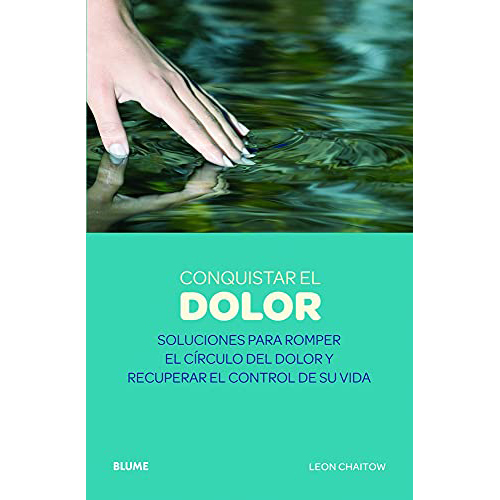 CONQUISTAR EL
DOLOR
SOLUCIONES PARA ROMPER
EL CÍRCULO DEL DOLOR Y
RECUPERAR EL CONTROL DE SU VIDA
BLUME
LEON CHAITOW